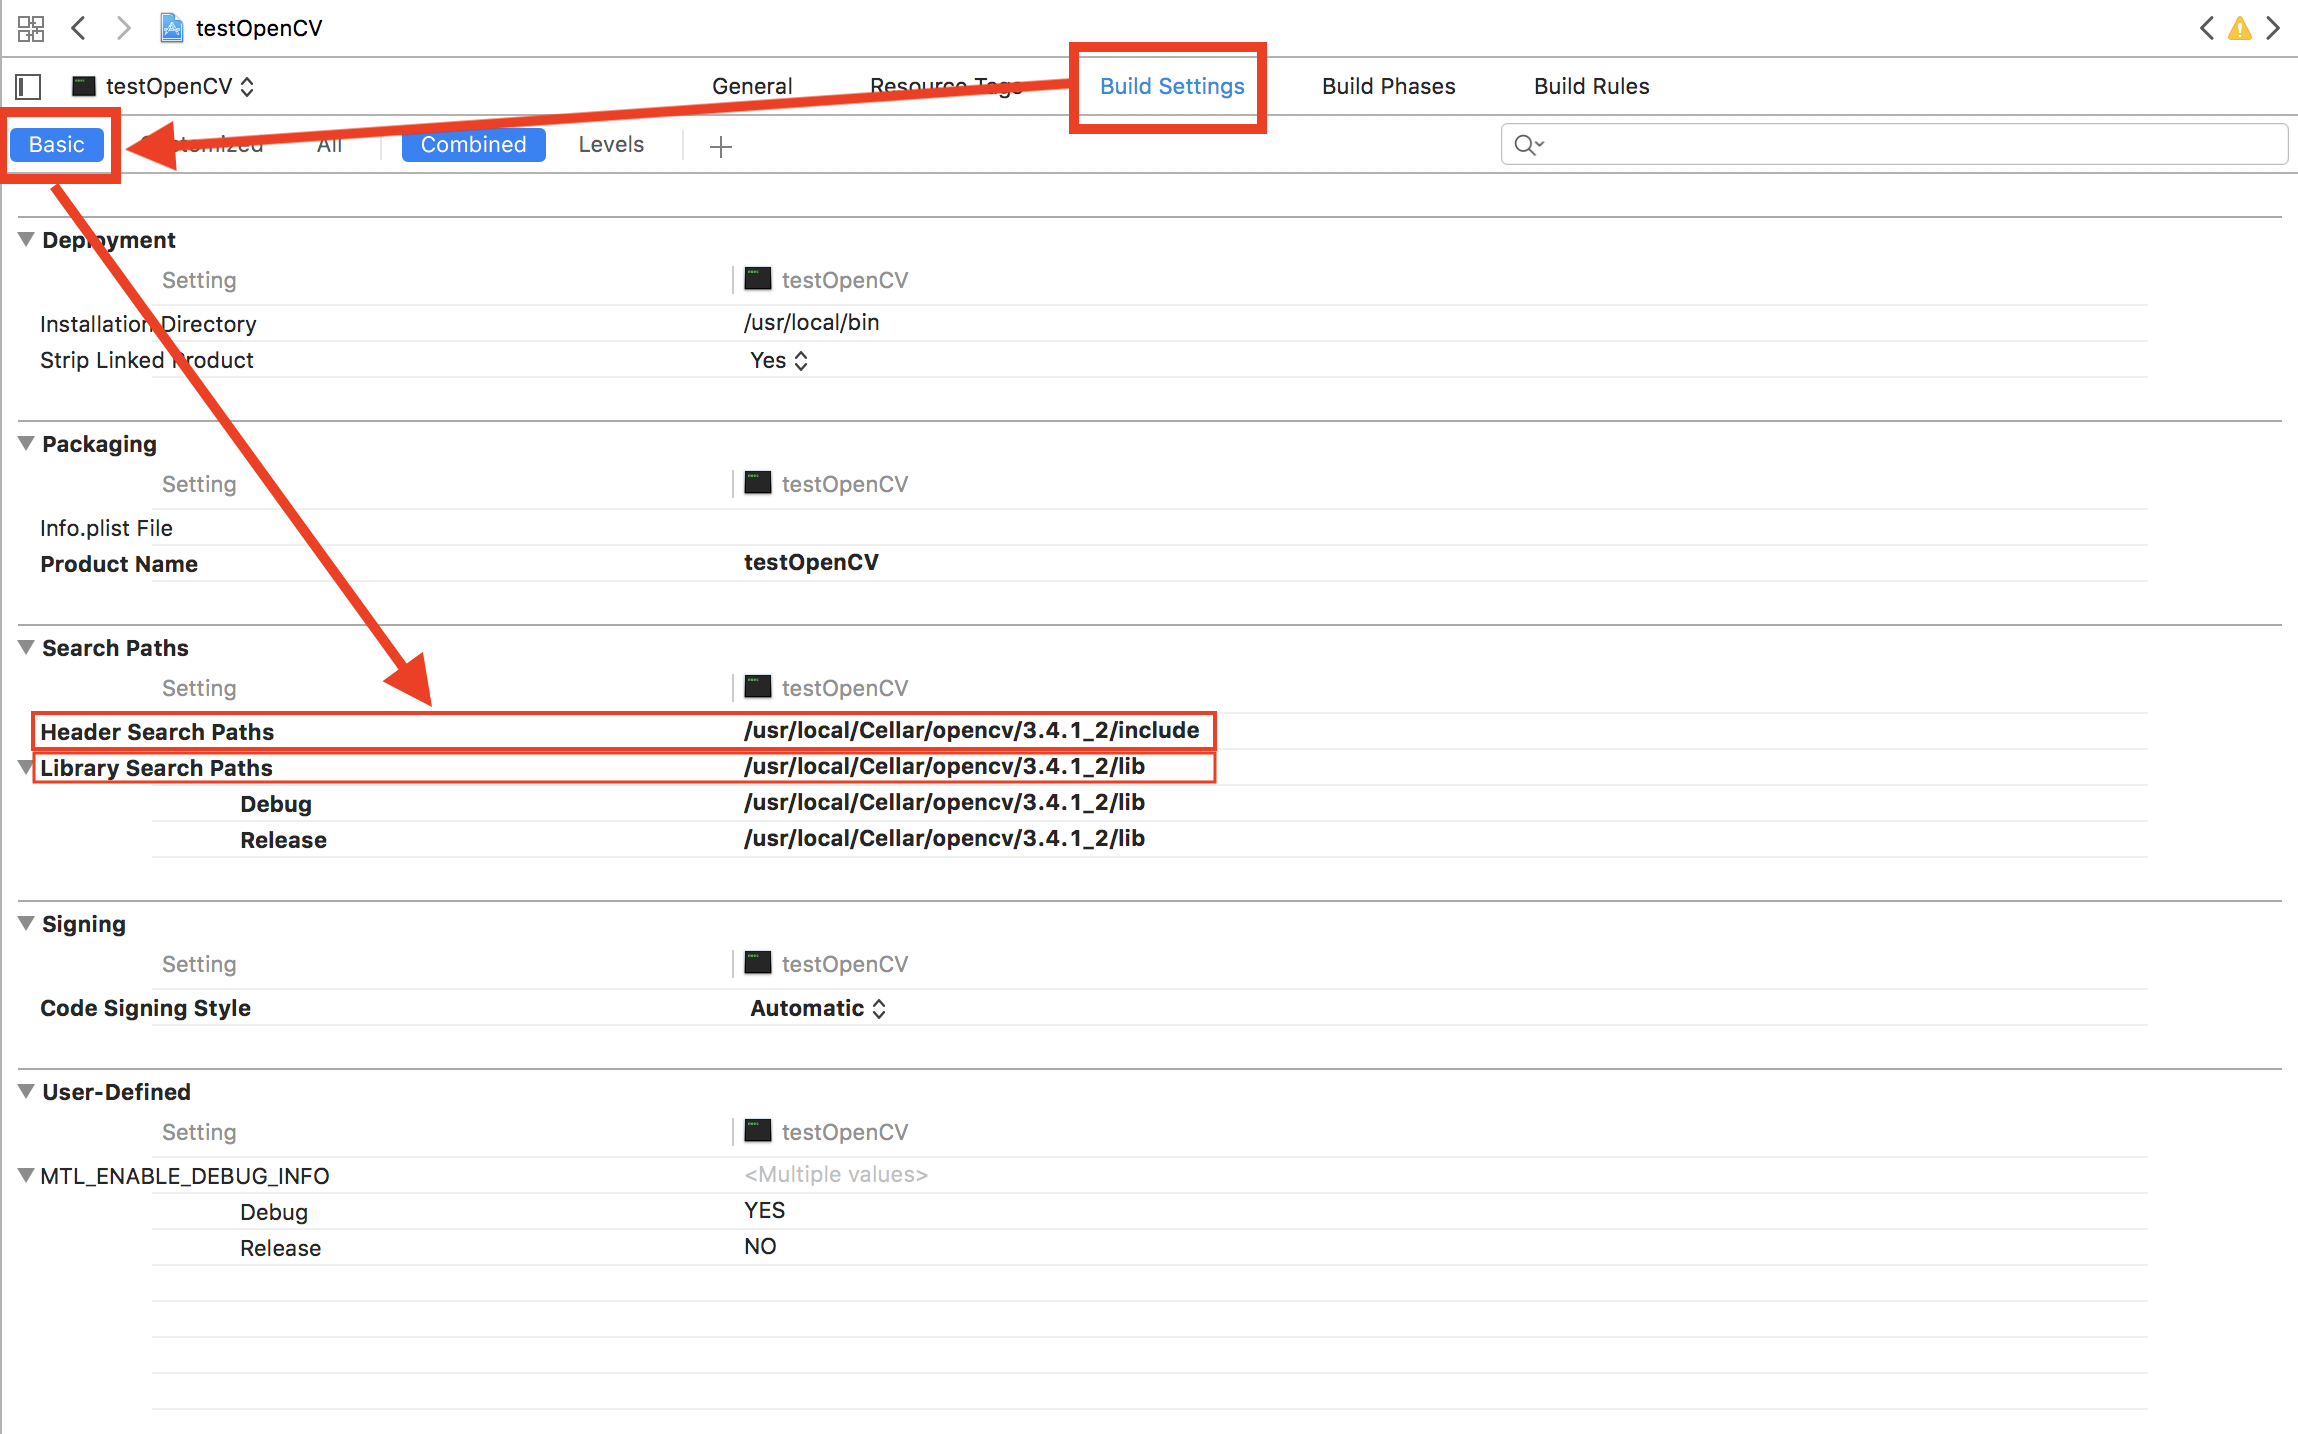 testOpenCV
testOpenCV General Resource Tags Build Settings Build Phases Build Rules
Basic Customized All Combined Levels
Deployment
Setting testOpenCV
Installation Directory /usr/local/bin
Strip Linked Product Yes
Packaging
Setting testOpenCV
Info.plist File
Product Name testOpenCV
Search Paths
Setting testOpenCV
Header Search Paths /usr/local/Cellar/opencv/3.4.1_2/include
Library Search Paths /usr/local/Cellar/opencv/3.4.1_2/lib
Debug /usr/local/Cellar/opencv/3.4.1_2/lib
Release /usr/local/Cellar/opencv/3.4.1_2/lib
Signing
Setting testOpenCV
Code Signing Style Automatic
User-Defined
Setting testOpenCV
MTL_ENABLE_DEBUG_INFO <Multiple values>
Debug YES
Release NO